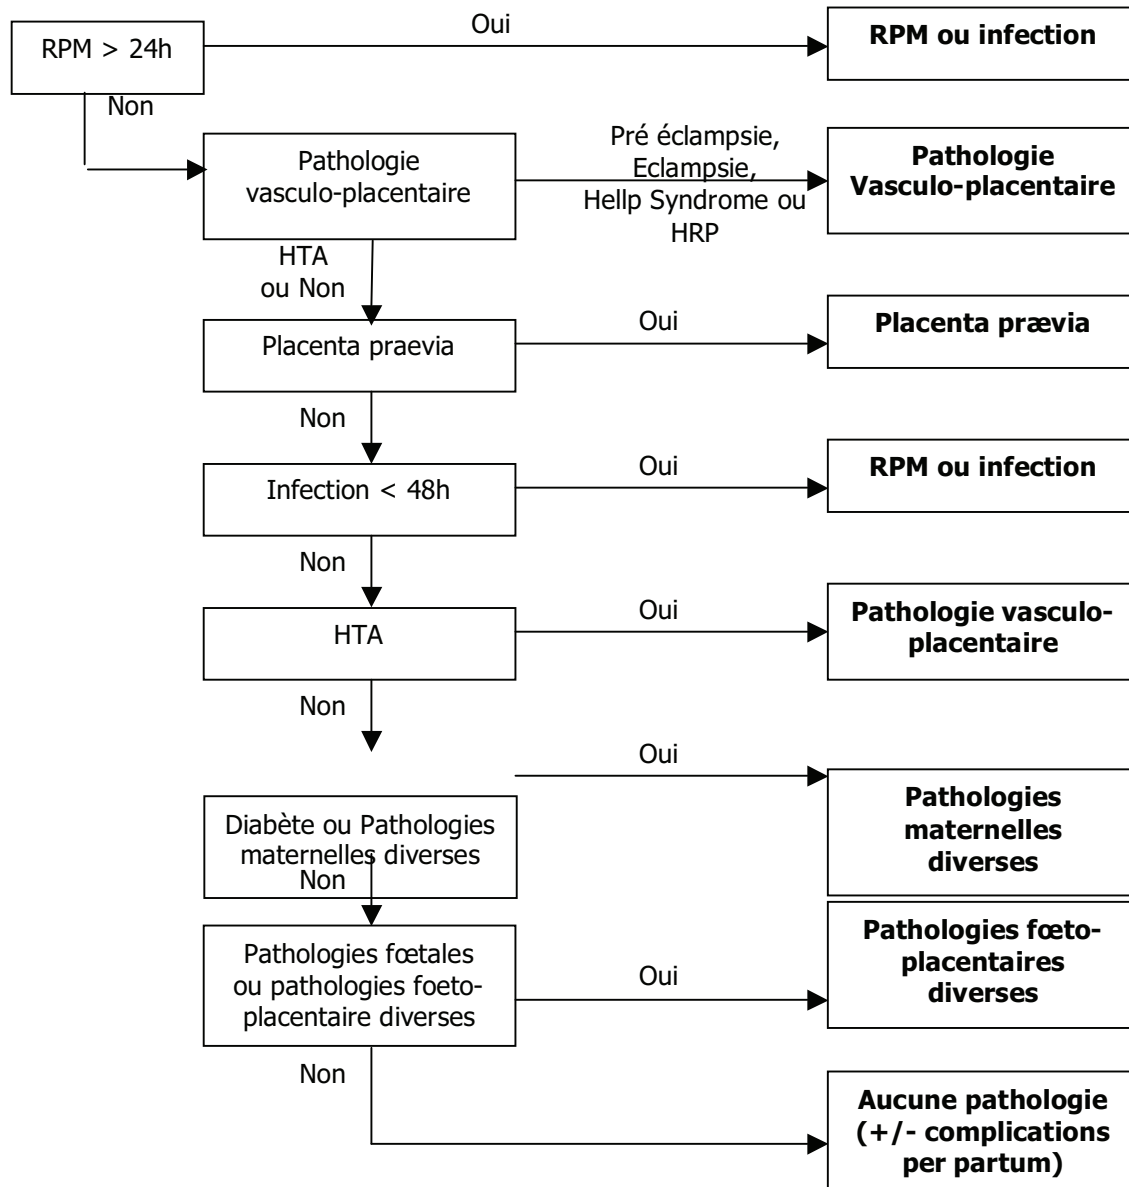 Oui
RPM > 24h
RPM ou infection
Non
Pathologie
vasculo-placentaire
Pré éclampsie,
Eclampsie,
Hellp Syndrome ou
HRP
Pathologie
Vasculo-placentaire
HTA
ou Non
Placenta praevia
Oui
Placenta prævia
Non
Infection < 48h
Oui
RPM ou infection
Non
HTA
Oui
Pathologie vasculo-
placentaire
Non
Oui
Diabète ou Pathologies
maternelles diverses
Pathologies
maternelles
diverses
Non
Pathologies fœtales
ou pathologies foeto-
placentaire diverses
Oui
Pathologies fœto-
placentaires
diverses
Non
Aucune pathologie
(+/- complications
per partum)